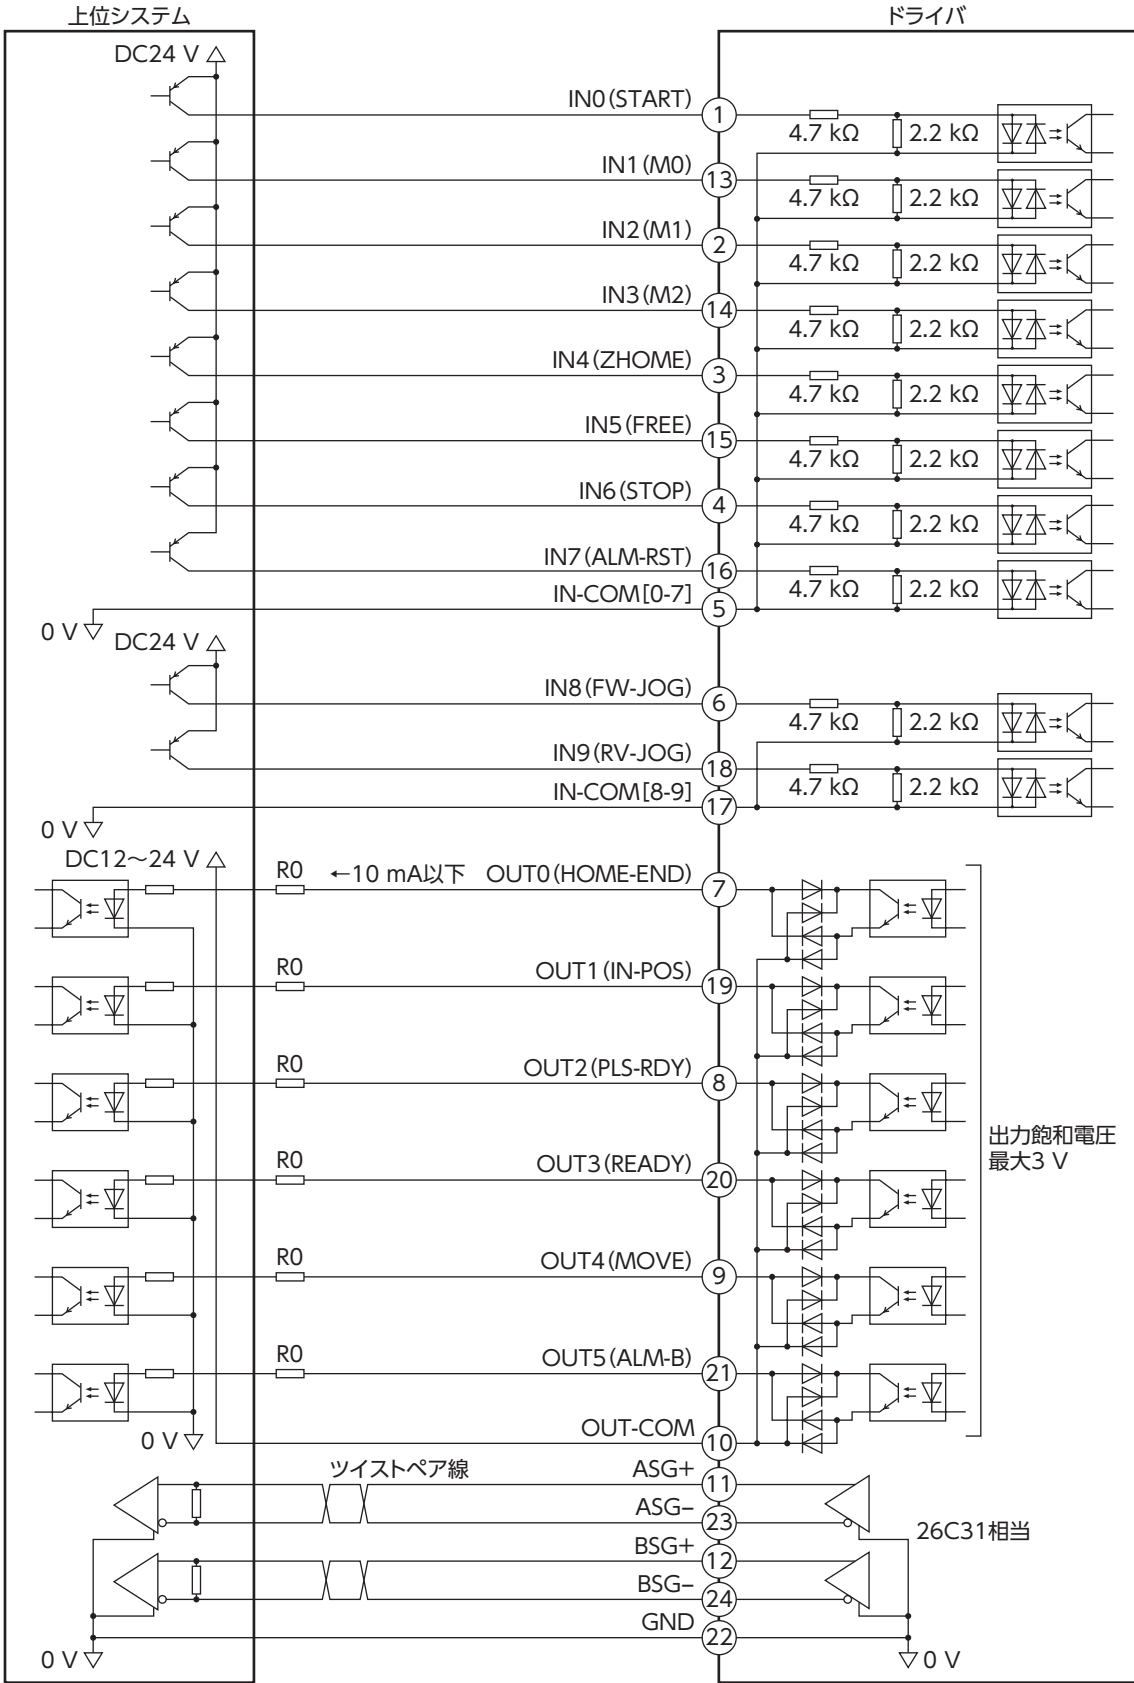 上位システム
ドライバ
DC24 V
IN0(START) 1 4.7 kΩ 2.2 kΩ
IN1(M0) 13 4.7 kΩ 2.2 kΩ
IN2(M1) 2 4.7 kΩ 2.2 kΩ
IN3(M2) 14 4.7 kΩ 2.2 kΩ
IN4(ZHOME) 3 4.7 kΩ 2.2 kΩ
IN5(FREE) 15 4.7 kΩ 2.2 kΩ
IN6(STOP) 4 4.7 kΩ 2.2 kΩ
IN7(ALM-RST) 16 4.7 kΩ 2.2 kΩ
IN-COM[0-7] 5
0 V
DC24 V
IN8(FW-JOG) 6 4.7 kΩ 2.2 kΩ
IN9(RV-JOG) 18 4.7 kΩ 2.2 kΩ
IN-COM[8-9] 17
0 V
DC12～24 V
R0 ←10 mA以下 OUT0(HOME-END) 7
R0 OUT1(IN-POS) 19
R0 OUT2(PLS-RDY) 8
出力飽和電圧
最大3 V
R0 OUT3(READY) 20
R0 OUT4(MOVE) 9
R0 OUT5(ALM-B) 21
0 V
OUT-COM 10
ツイストペア線
ASG+ 11
ASG− 23
26C31相当
BSG+ 12
BSG− 24
GND 22
0 V
0 V